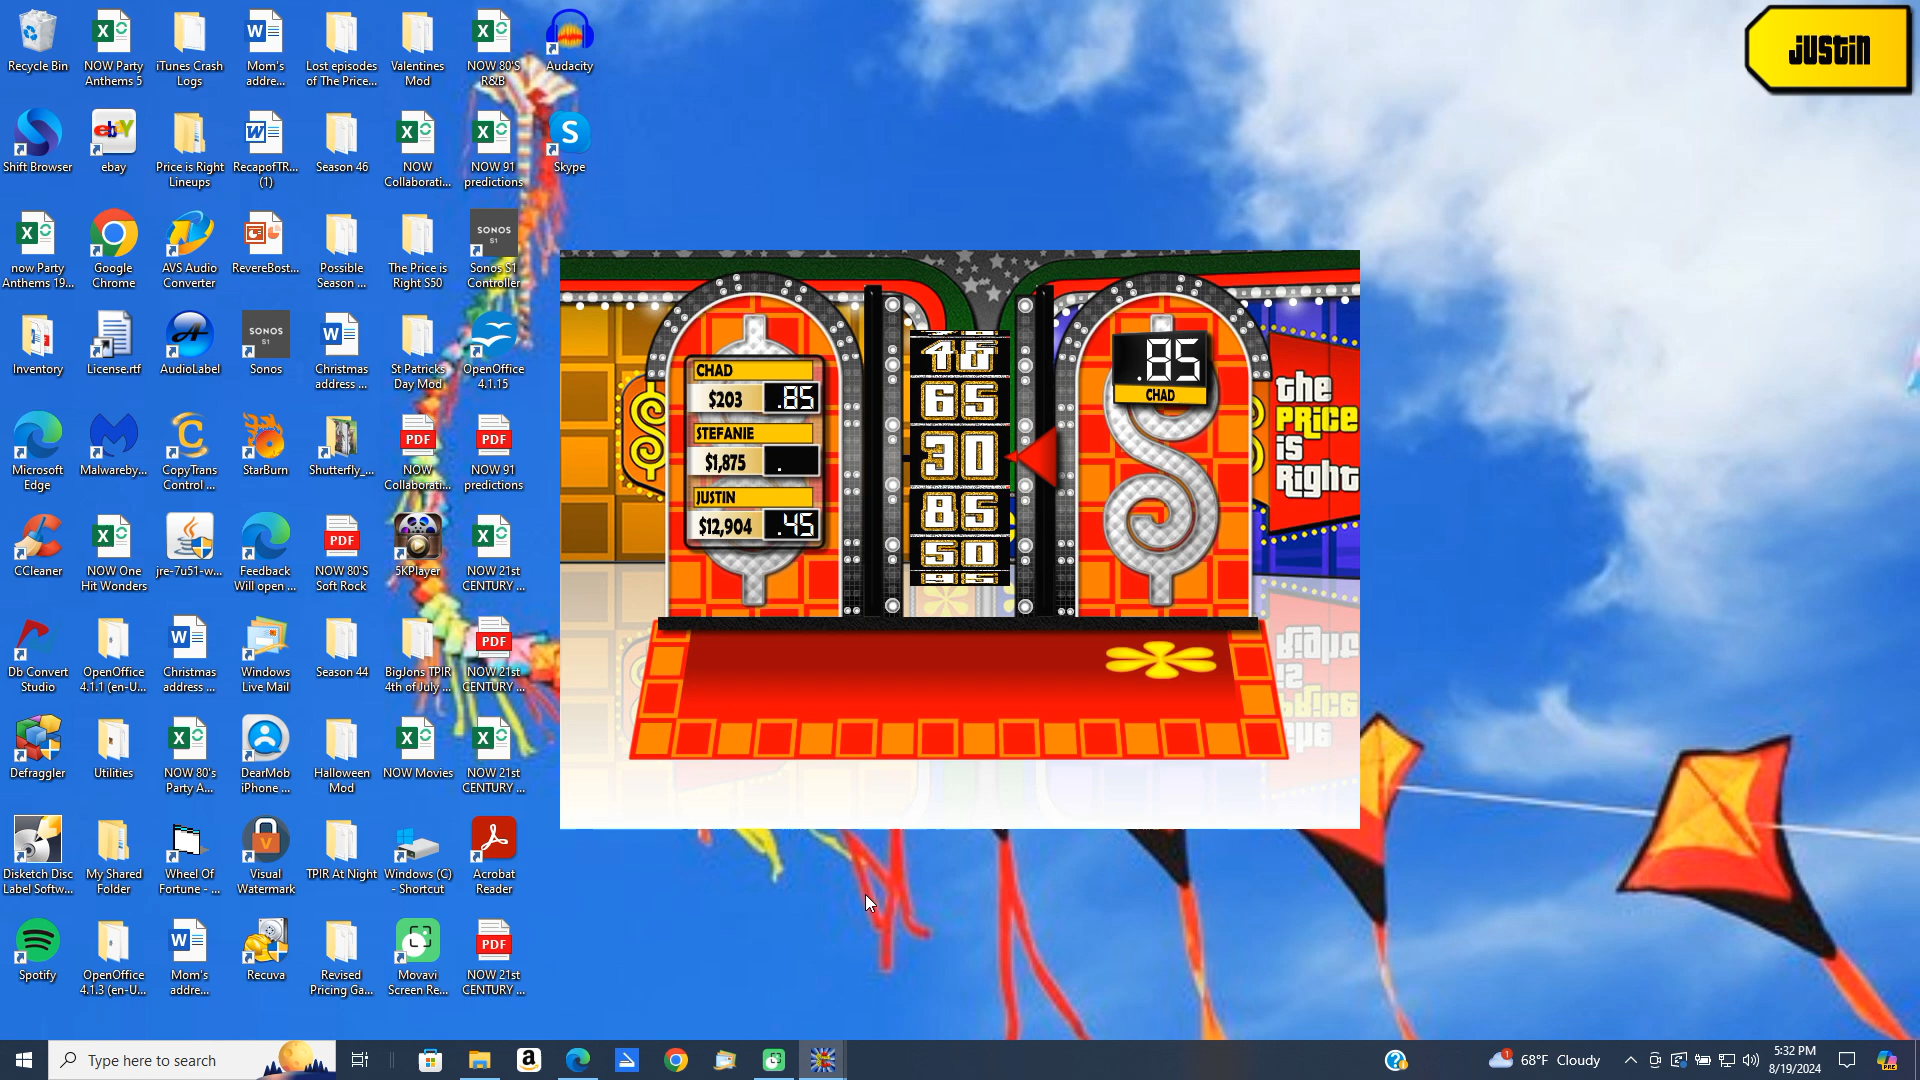 Recycle Bin
NOW Party
Anthems 5
iTunes Crash
Logs
Mom's
addre...
Lost episodes
of The Price...
Valentines
Mod
NOW 80'S
R&B
Audacity
Shift Browser
ebay
ebay
Price is Right
Lineups
RecapofTR...
(1)
Season 46
NOW
Collaborati...
NOW 91
predictions
Skype
now Party
Anthems 19...
Google
Chrome
AVS Audio
Converter
RevereBost...
Possible
Season ...
The Price is
Right S50
SONOS
S1
Sonos S1
Controller
Inventory
License.rtf
AudioLabel
SONOS
S1
Sonos
Christmas
address ...
St Patricks
Day Mod
OpenOffice
4.1.15
Microsoft
Edge
Malwareby...
CopyTrans
Control ...
StarBurn
Shutterfly_...
PDF
NOW
Collaborati...
PDF
NOW 91
predictions
CCleaner
NOW One
Hit Wonders
jre-7u51-w...
Feedback
Will open ...
PDF
NOW 80'S
Soft Rock
5KPlayer
NOW 21st
CENTURY ...
Db Convert
Studio
OpenOffice
4.1.1 (en-U...
Christmas
address ...
Windows
Live Mail
Season 44
BigJons TPIR
4th of July ...
PDF
NOW 21st
CENTURY ...
Defraggler
Utilities
NOW 80's
Party A...
DearMob
iPhone ...
Halloween
Mod
NOW Movies
NOW 21st
CENTURY ...
Disketch Disc
Label Softw...
My Shared
Folder
Wheel Of
Fortune - ...
Visual
Watermark
TPIR At Night
Windows (C)
- Shortcut
Acrobat
Reader
Spotify
OpenOffice
4.1.3 (en-U...
Mom's
addre...
Recuva
Revised
Pricing Ga...
Movavi
Screen Re...
PDF
NOW 21st
CENTURY ...
JUSTIN
CHAD
$203 .85
STEFANIE
$1,875 .
JUSTIN
$12,904 .45
65
30
85
50
.85
CHAD
the
PRICE
is
Right
Type here to search
68°F Cloudy
5:32 PM
8/19/2024